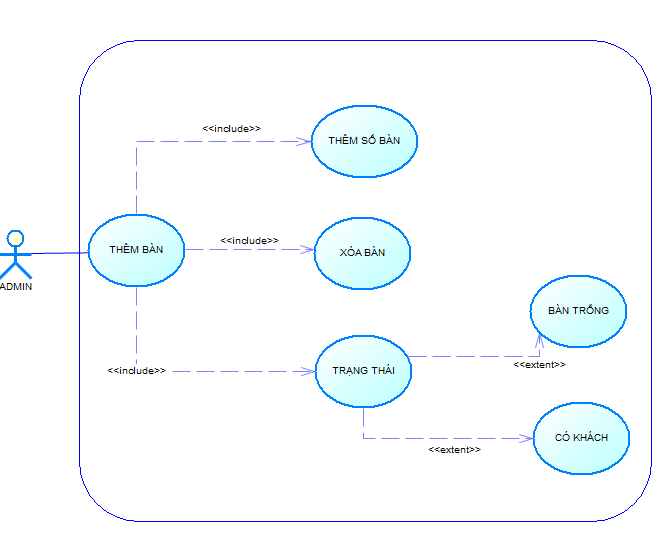 <<include>>
THÊM SỐ BÀN
THÊM BÀN
<<include>>
XÓA BÀN
ADMIN
BÀN TRỐNG
<<include>>
TRẠNG THÁI
<<extent>>
CÓ KHÁCH
<<extent>>